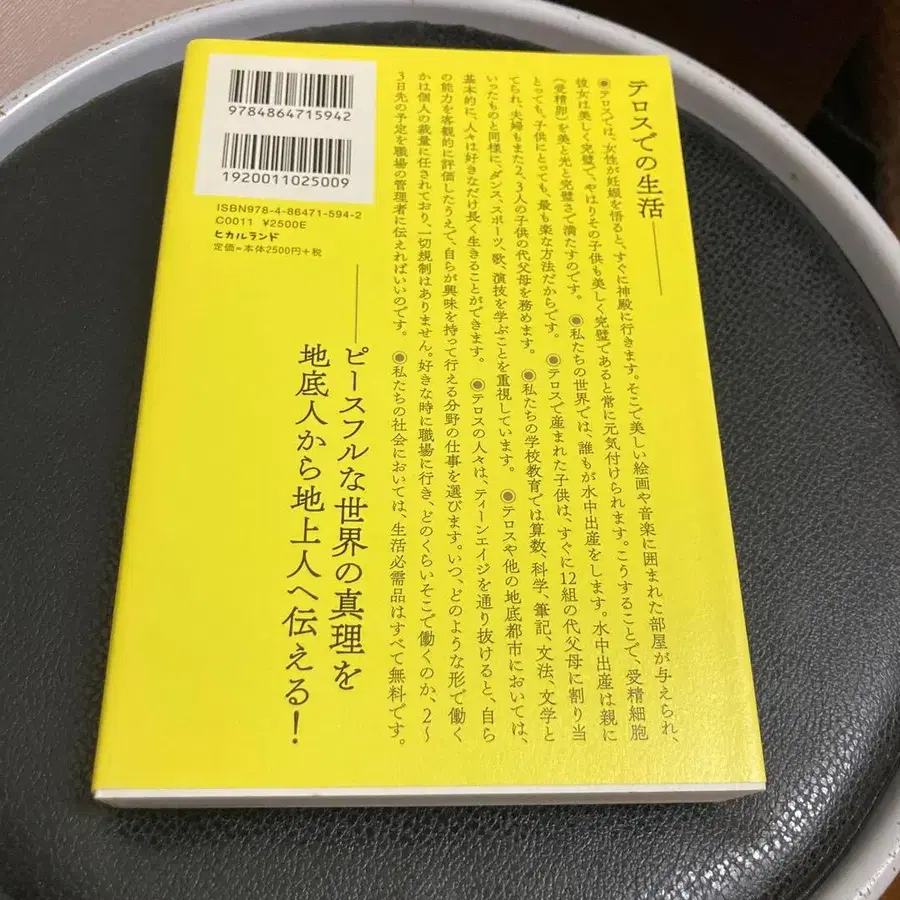 テロスでの生活
◉テロスでは、女性が妊娠を悟ると、すぐに神殿に行きます。そこで美しい絵画や音楽に囲まれた部屋が与えられ、
彼女は美しく完璧で、やはりその子供も美しく完璧であると常に元気付けられます。こうすることで、受精細胞
(受精卵)を美と光と完璧さで満たすのです。 ◉私たちの世界では、誰もが水中出産をします。水中出産は親に
とっても、子供にとっても、最も楽な方法だからです。 ◉テロスで産まれた子供は、すぐに12組の代父母に割り当
てられ、夫婦もまた2、3人の子供の代父母を務めます。 ◉私たちの学校教育では算数、科学、筆記、文法、文学と
いったものと同様に、ダンス、スポーツ、歌、演技を学ぶことを重視しています。 ◉テロスや他の地底都市においては、
基本的に、人々は好きなだけ長く生きることができます。 ◉テロスの人々は、ティーンエイジを通り抜けると、自ら
の能力を客観的に評価したうえで、自らが興味を持って行える分野の仕事を選びます。いつ、どのような形で働く
かは個人の裁量に任されており、一切規制はありません。好きな時に職場に行き、どのくらいそこで働くのか、2〜
3日先の予定を職場の管理者に伝えればいいのです。 ◉私たちの社会においては、生活必需品はすべて無料です。
──ピースフルな世界の真理を
地底人から地上人へ伝える!
9784864715942
1920011025009
ISBN978-4-86471-594-2
C0011 ¥2500E
ヒカルランド
定価=本体2500円+税